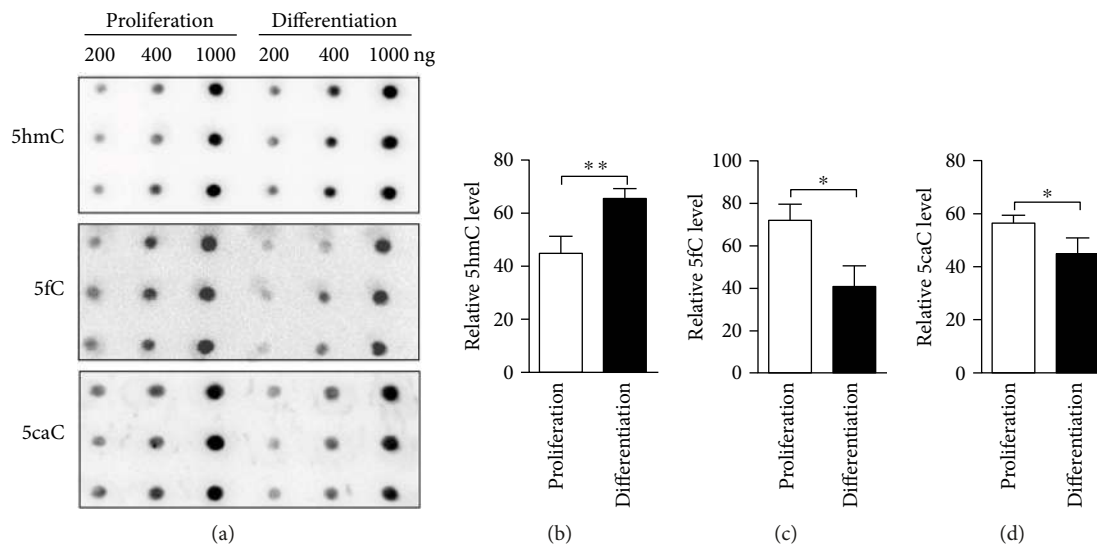 Proliferation Differentiation
200 400 1000 200 400 1000 ng
5hmC
5fC
5caC
(a)
80
60
40
20
0
Relative 5hmC level
**
Proliferation
Differentiation
(b)
100
80
60
40
20
0
Relative 5fC level
*
Proliferation
Differentiation
(c)
80
60
40
20
0
Relative 5caC level
*
Proliferation
Differentiation
(d)